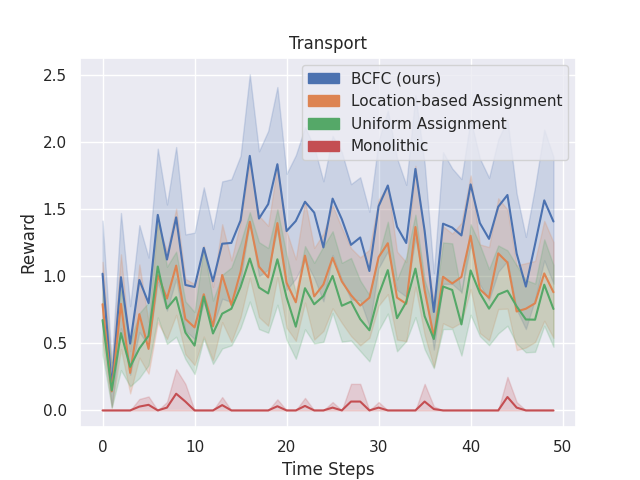 Transport
BCFC (ours)
Location-based Assignment
Uniform Assignment
Monolithic
2.5
2.0
1.5
1.0
0.5
0.0
Reward
0 10 20 30 40 50
Time Steps